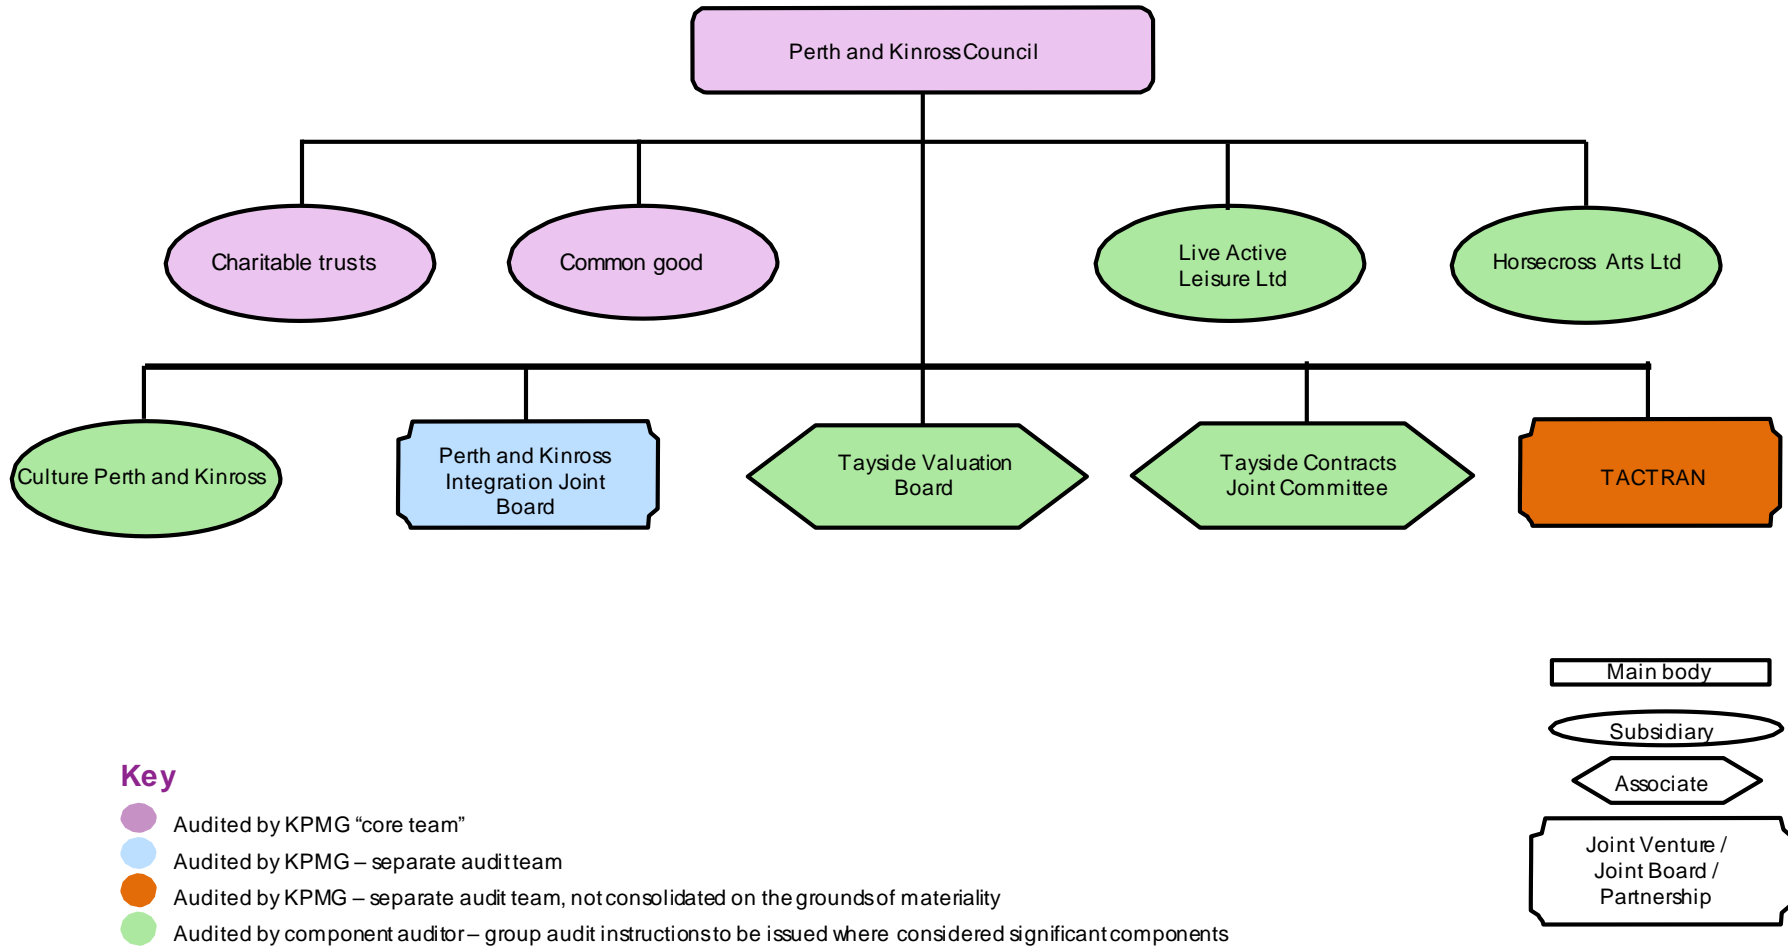 Perth and Kinross Council
Charitable trusts
Common good
Live Active
Leisure Ltd
Horsecross Arts Ltd
Culture Perth and Kinross
Perth and Kinross
Integration Joint
Board
Tayside Valuation
Board
Tayside Contracts
Joint Committee
TACTRAN
Main body
Subsidiary
Associate
Joint Venture /
Joint Board /
Partnership
Key
Audited by KPMG “core team”
Audited by KPMG – separate audit team
Audited by KPMG – separate audit team, not consolidated on the grounds of materiality
Audited by component auditor – group audit instructions to be issued where considered significant components